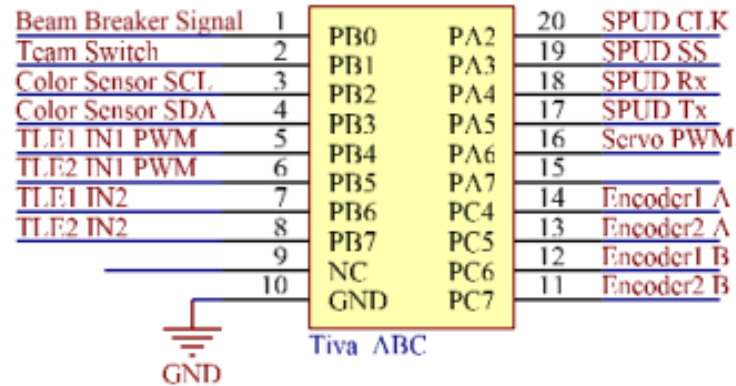 Beam Breaker Signal 1 PB0 PA2 20 SPUD CLK
Team Switch 2 PB1 PA3 19 SPUD SS
Color Sensor SCL 3 PB2 PA4 18 SPUD Rx
Color Sensor SDA 4 PB3 PA5 17 SPUD Tx
TLE1 IN1 PWM 5 PB4 PA6 16 Servo PWM
TLE2 IN1 PWM 6 PB5 PA7 15
TLE1 IN2 7 PB6 PC4 14 Encoder1 A
TLE2 IN2 8 PB7 PC5 13 Encoder2 A
9 NC PC6 12 Encoder1 B
10 GND PC7 11 Encoder2 B
Tiva ABC
GND